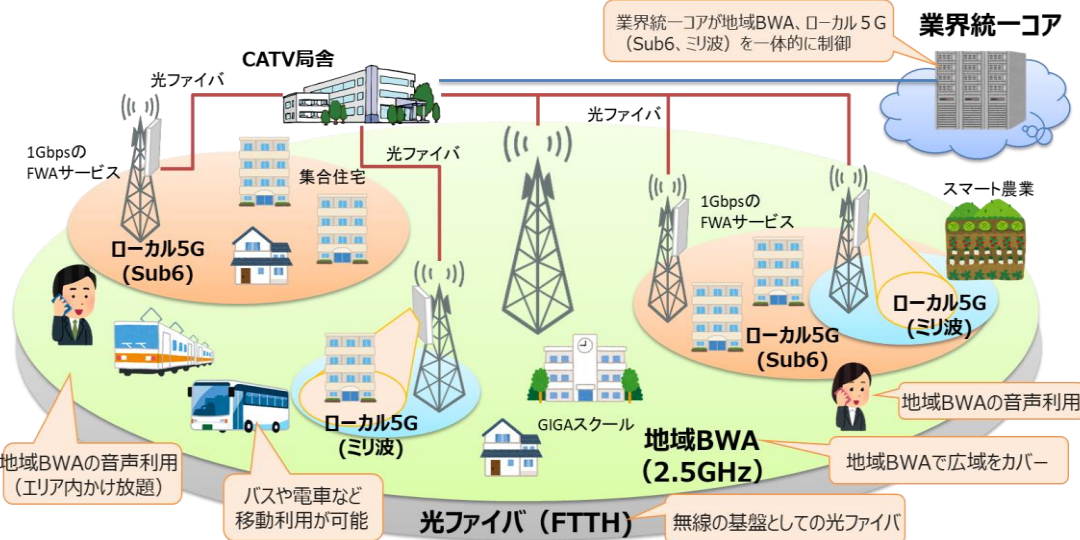 業界統一コアが地域BWA、ローカル5G
（Sub6、ミリ波）を一体的に制御
業界統一コア
CATV局舎
光ファイバ
光ファイバ
光ファイバ
1Gbpsの
FWAサービス
集合住宅
ローカル5G
(Sub6)
1Gbpsの
FWAサービス
スマート農業
ローカル5G
(ミリ波)
ローカル5G
(Sub6)
ローカル5G
(ミリ波)
GIGAスクール
地域BWA
（2.5GHz）
地域BWAの音声利用
地域BWAで広域をカバー
地域BWAの音声利用
（エリア内かけ放題）
バスや電車など
移動利用が可能
光ファイバ（FTTH）
無線の基盤としての光ファイバ